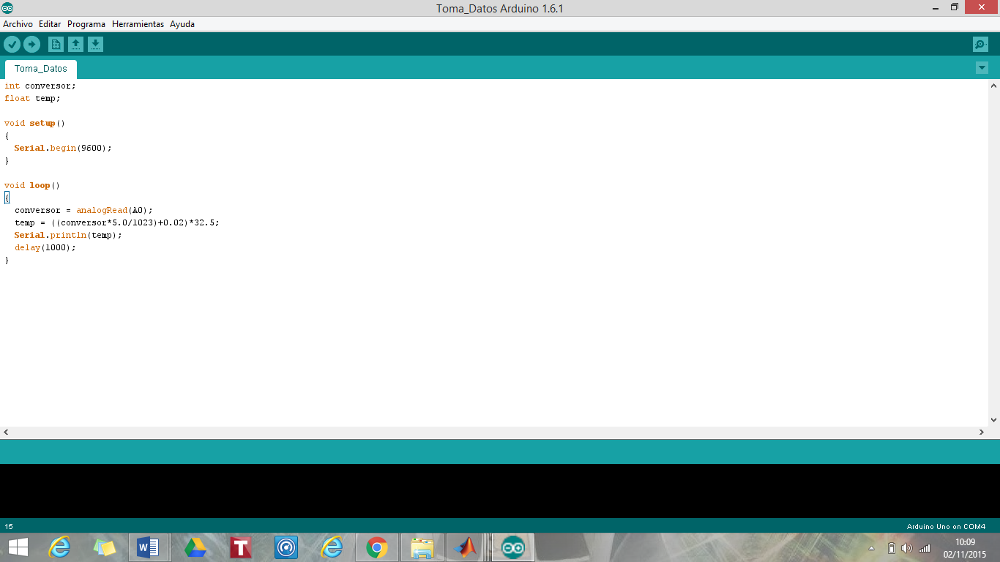 Toma_Datos Arduino 1.6.1
Archivo Editar Programa Herramientas Ayuda
Toma_Datos
int conversor;
float temp;
void setup()
{
  Serial.begin(9600);
}
void loop()
{
  conversor = analogRead(A0);
  temp = ((conversor*5.0/1023)+0.02)*32.5;
  Serial.println(temp);
  delay(1000);
}
15
Arduino Uno on COM4
W
T
10:09
02/11/2015